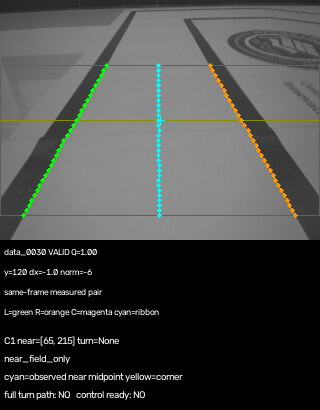 data_0030 VALID Q=1.00
y=120 dx=-1.0 norm=-6
same-frame measured pair
L=green R=orange C=magenta cyan=ribbon
C1 near=[65, 215] turn=None
near_field_only
cyan=observed near midpoint yellow=corner
full turn path: NO control ready: NO